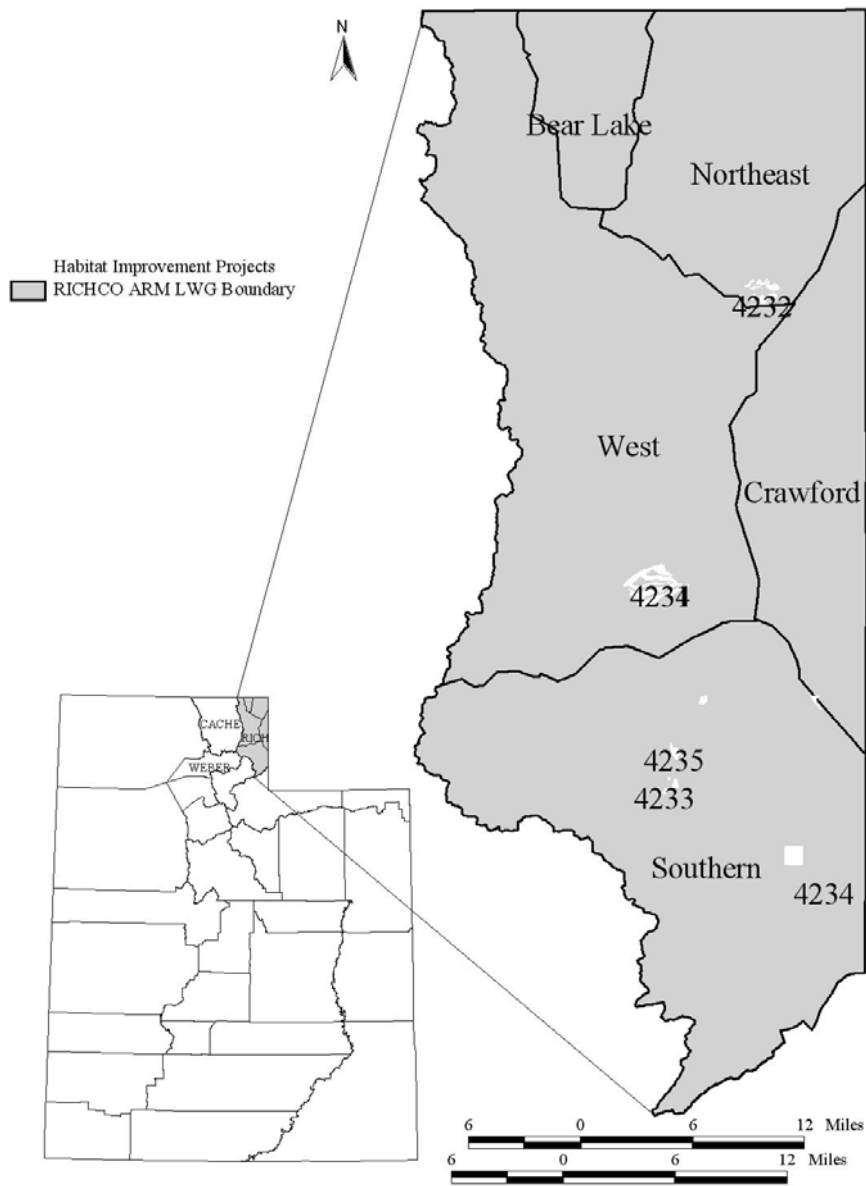 N
Bear Lake
Northeast
Habitat Improvement Projects
RICHCO ARM LWG Boundary
4232
West
Crawford
CACHE
RICH
WEBER
4235
4233
Southern
4234
6 0 6 12 Miles
6 0 6 12 Miles